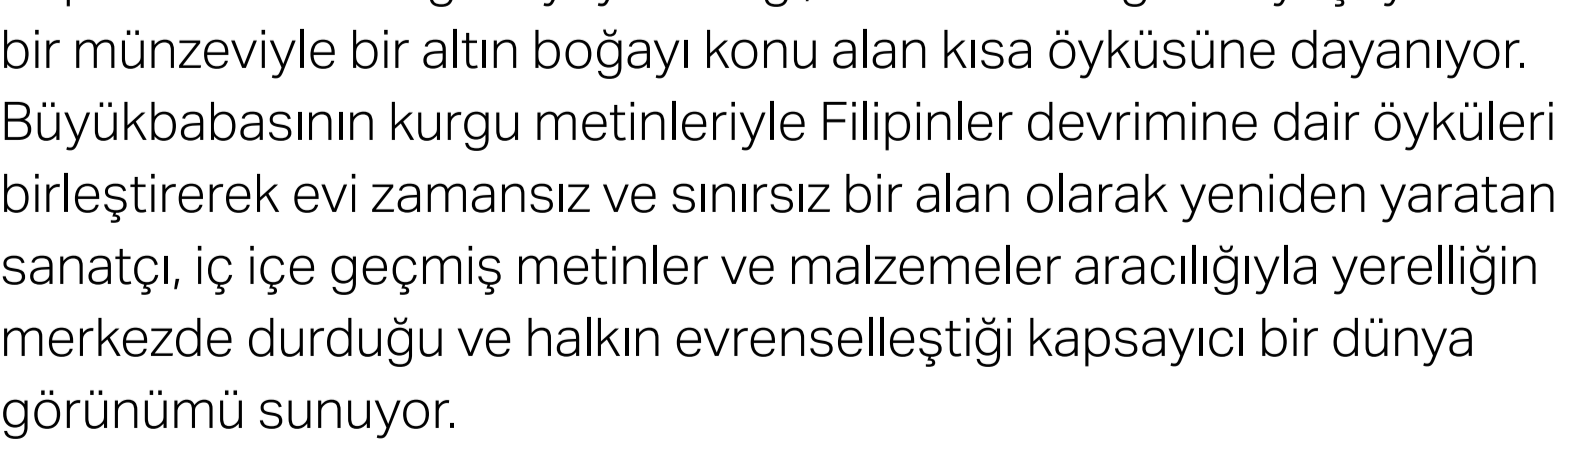 bir münzeviyle bir altın boğayı konu alan kısa öyküsüne dayanıyor.
Büyükbabasının kurgu metinleriyle Filipinler devrimine dair öyküleri
birleştirerek evi zamansız ve sınırsız bir alan olarak yeniden yaratan
sanatçı, iç içe geçmiş metinler ve malzemeler aracılığıyla yerelliğin
merkezde durduğu ve halkın evrenselleştiği kapsayıcı bir dünya
görünümü sunuyor.